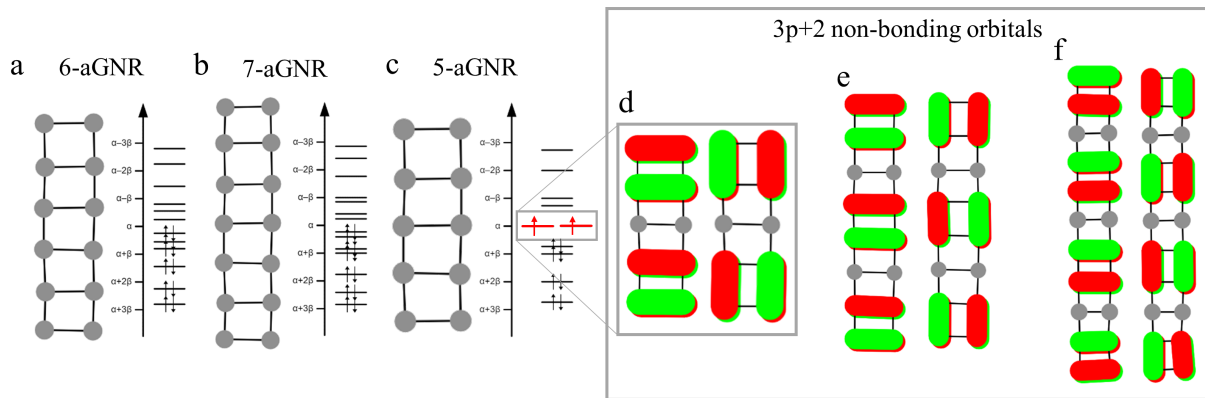 3p+2 non-bonding orbitals
a
6-aGNR
b
7-aGNR
c
5-aGNR
d
e
f
α−3β
α−2β
α−β
α
α+β
α+2β
α+3β
α−3β
α−2β
α−β
α
α+β
α+2β
α+3β
α−3β
α−2β
α−β
α
α+β
α+2β
α+3β